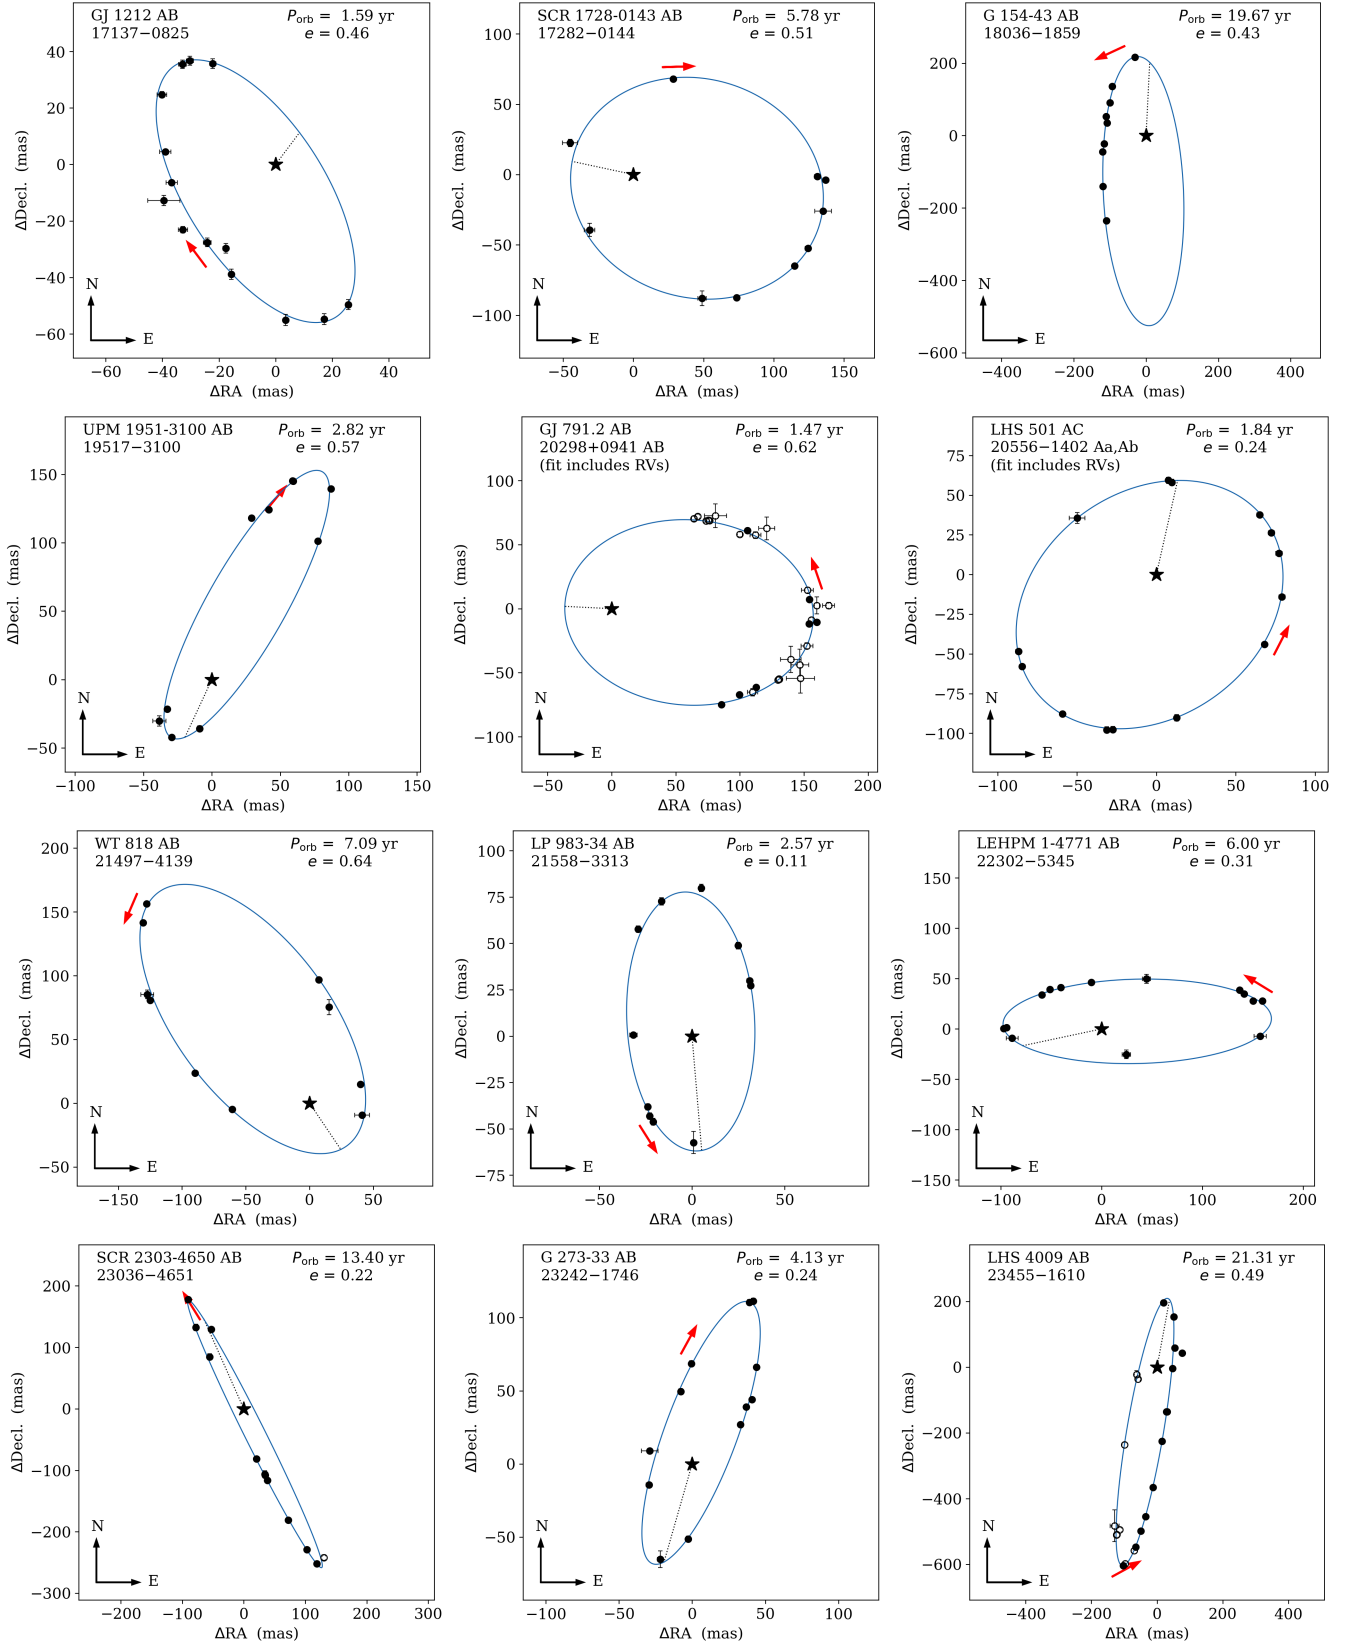 GJ 1212 AB
17137−0825
P_orb = 1.59 yr
e = 0.46
40
20
0
−20
−40
−60
ΔDecl. (mas)
N
E
−60 −40 −20 0 20 40
ΔRA (mas)
SCR 1728-0143 AB
17282−0144
P_orb = 5.78 yr
e = 0.51
100
50
0
−50
−100
ΔDecl. (mas)
N
E
−50 0 50 100 150
ΔRA (mas)
G 154-43 AB
18036−1859
P_orb = 19.67 yr
e = 0.43
200
0
−200
−400
−600
ΔDecl. (mas)
N
E
−400 −200 0 200 400
ΔRA (mas)
UPM 1951-3100 AB
19517−3100
P_orb = 2.82 yr
e = 0.57
150
100
50
0
−50
ΔDecl. (mas)
N
E
−100 −50 0 50 100 150
ΔRA (mas)
GJ 791.2 AB
20298+0941 AB
(fit includes RVs)
P_orb = 1.47 yr
e = 0.62
100
50
0
−50
−100
ΔDecl. (mas)
N
E
−50 0 50 100 150 200
ΔRA (mas)
LHS 501 AC
20556−1402 Aa,Ab
(fit includes RVs)
P_orb = 1.84 yr
e = 0.24
75
50
25
0
−25
−50
−75
−100
ΔDecl. (mas)
N
E
−100 −50 0 50 100
ΔRA (mas)
WT 818 AB
21497−4139
P_orb = 7.09 yr
e = 0.64
200
150
100
50
0
−50
ΔDecl. (mas)
N
E
−150 −100 −50 0 50
ΔRA (mas)
LP 983-34 AB
21558−3313
P_orb = 2.57 yr
e = 0.11
100
75
50
25
0
−25
−50
−75
ΔDecl. (mas)
N
E
−50 0 50
ΔRA (mas)
LEHPM 1-4771 AB
22302−5345
P_orb = 6.00 yr
e = 0.31
150
100
50
0
−50
−100
−150
ΔDecl. (mas)
N
E
−100 0 100 200
ΔRA (mas)
SCR 2303-4650 AB
23036−4651
P_orb = 13.40 yr
e = 0.22
200
100
0
−100
−200
−300
ΔDecl. (mas)
N
E
−200 −100 0 100 200 300
ΔRA (mas)
G 273-33 AB
23242−1746
P_orb = 4.13 yr
e = 0.24
100
50
0
−50
ΔDecl. (mas)
N
E
−100 −50 0 50 100
ΔRA (mas)
LHS 4009 AB
23455−1610
P_orb = 21.31 yr
e = 0.49
200
0
−200
−400
−600
ΔDecl. (mas)
N
E
−400 −200 0 200 400
ΔRA (mas)